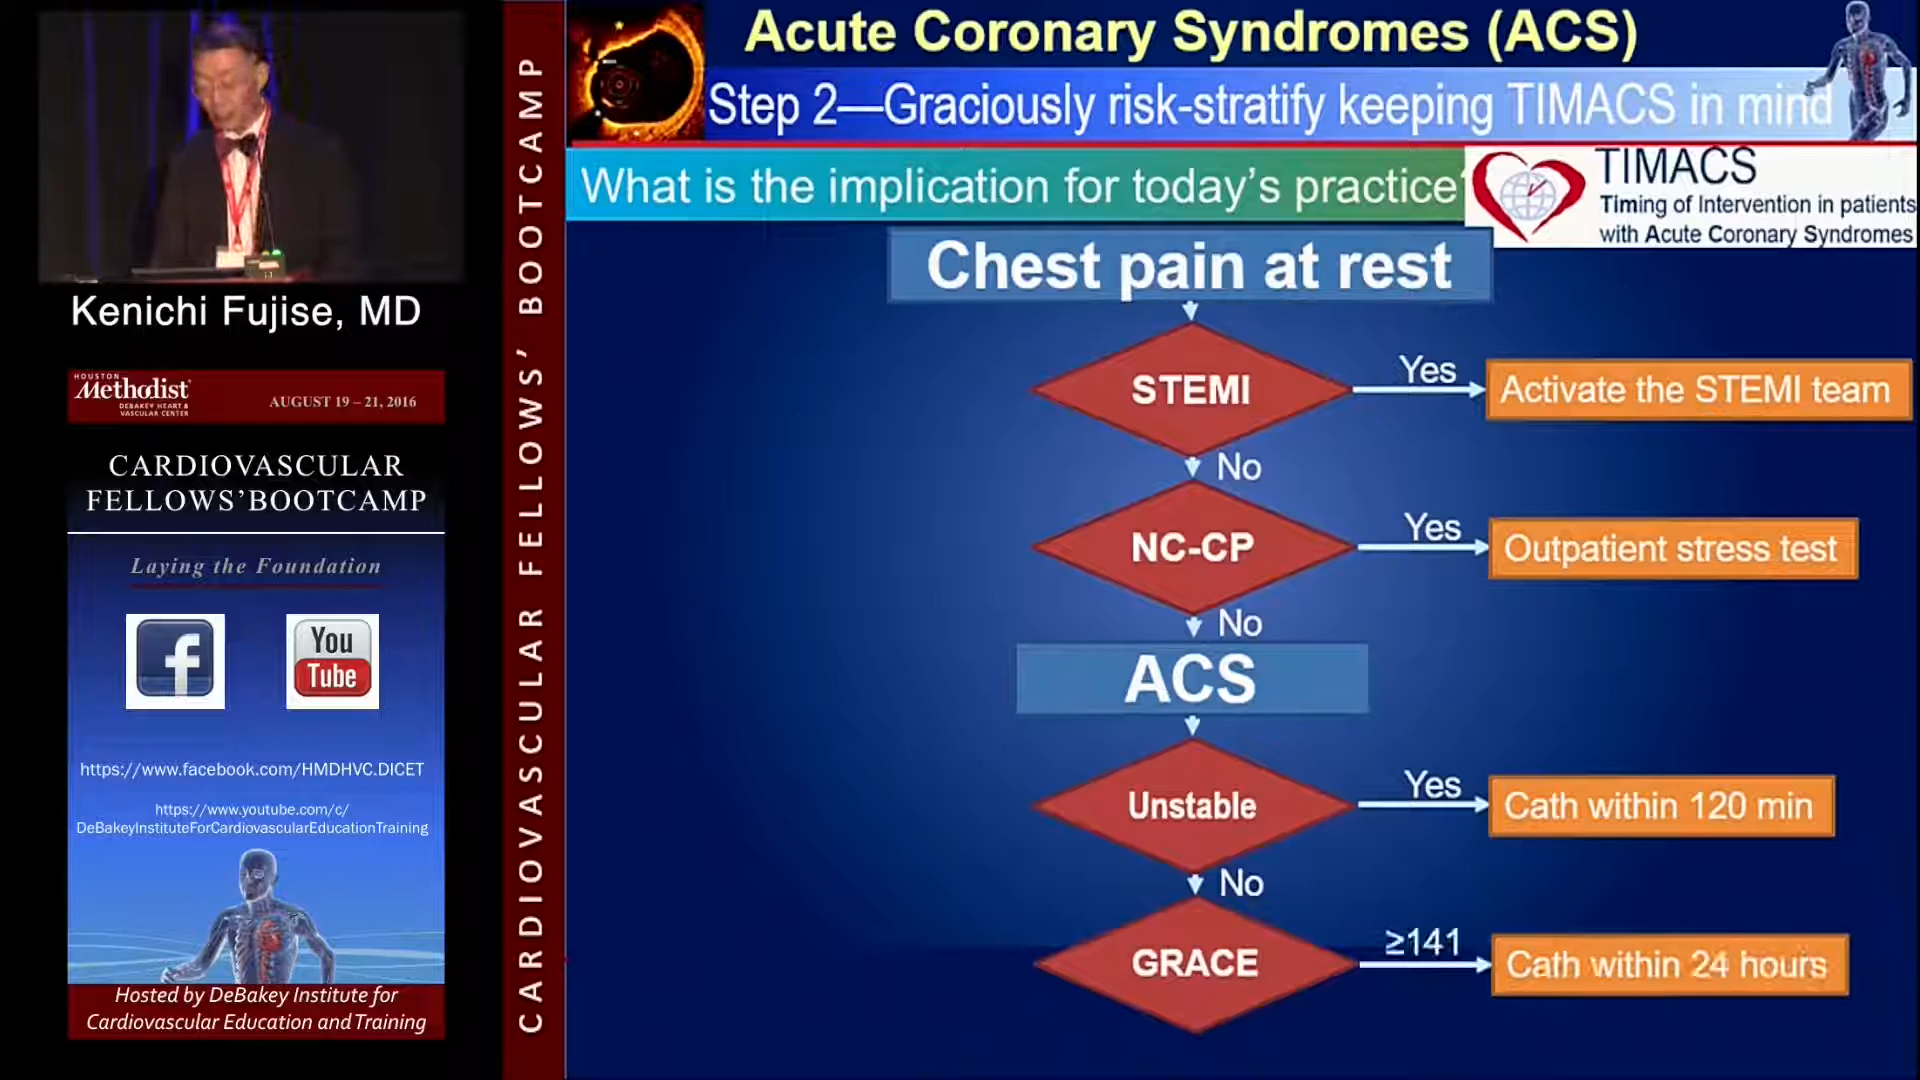 Kenichi Fujise, MD
HOUSTON
Methodist
DEBAKEY HEART &
VASCULAR CENTER
AUGUST 19 – 21, 2016
CARDIOVASCULAR
FELLOWS'BOOTCAMP
Laying the Foundation
f
You
Tube
https://www.facebook.com/HMDHVC.DICET
https://www.youtube.com/c/
DeBakeyInstituteForCardiovascularEducationTraining
Hosted by DeBakey Institute for
Cardiovascular Education and Training
CARDIOVASCULAR FELLOWS' BOOTCAMP
Acute Coronary Syndromes (ACS)
Step 2—Graciously risk-stratify keeping TIMACS in mind
What is the implication for today's practice?
TIMACS
Timing of Intervention in patients
with Acute Coronary Syndromes
Chest pain at rest
STEMI
Yes
Activate the STEMI team
No
NC-CP
Yes
Outpatient stress test
No
ACS
Unstable
Yes
Cath within 120 min
No
GRACE
≥141
Cath within 24 hours